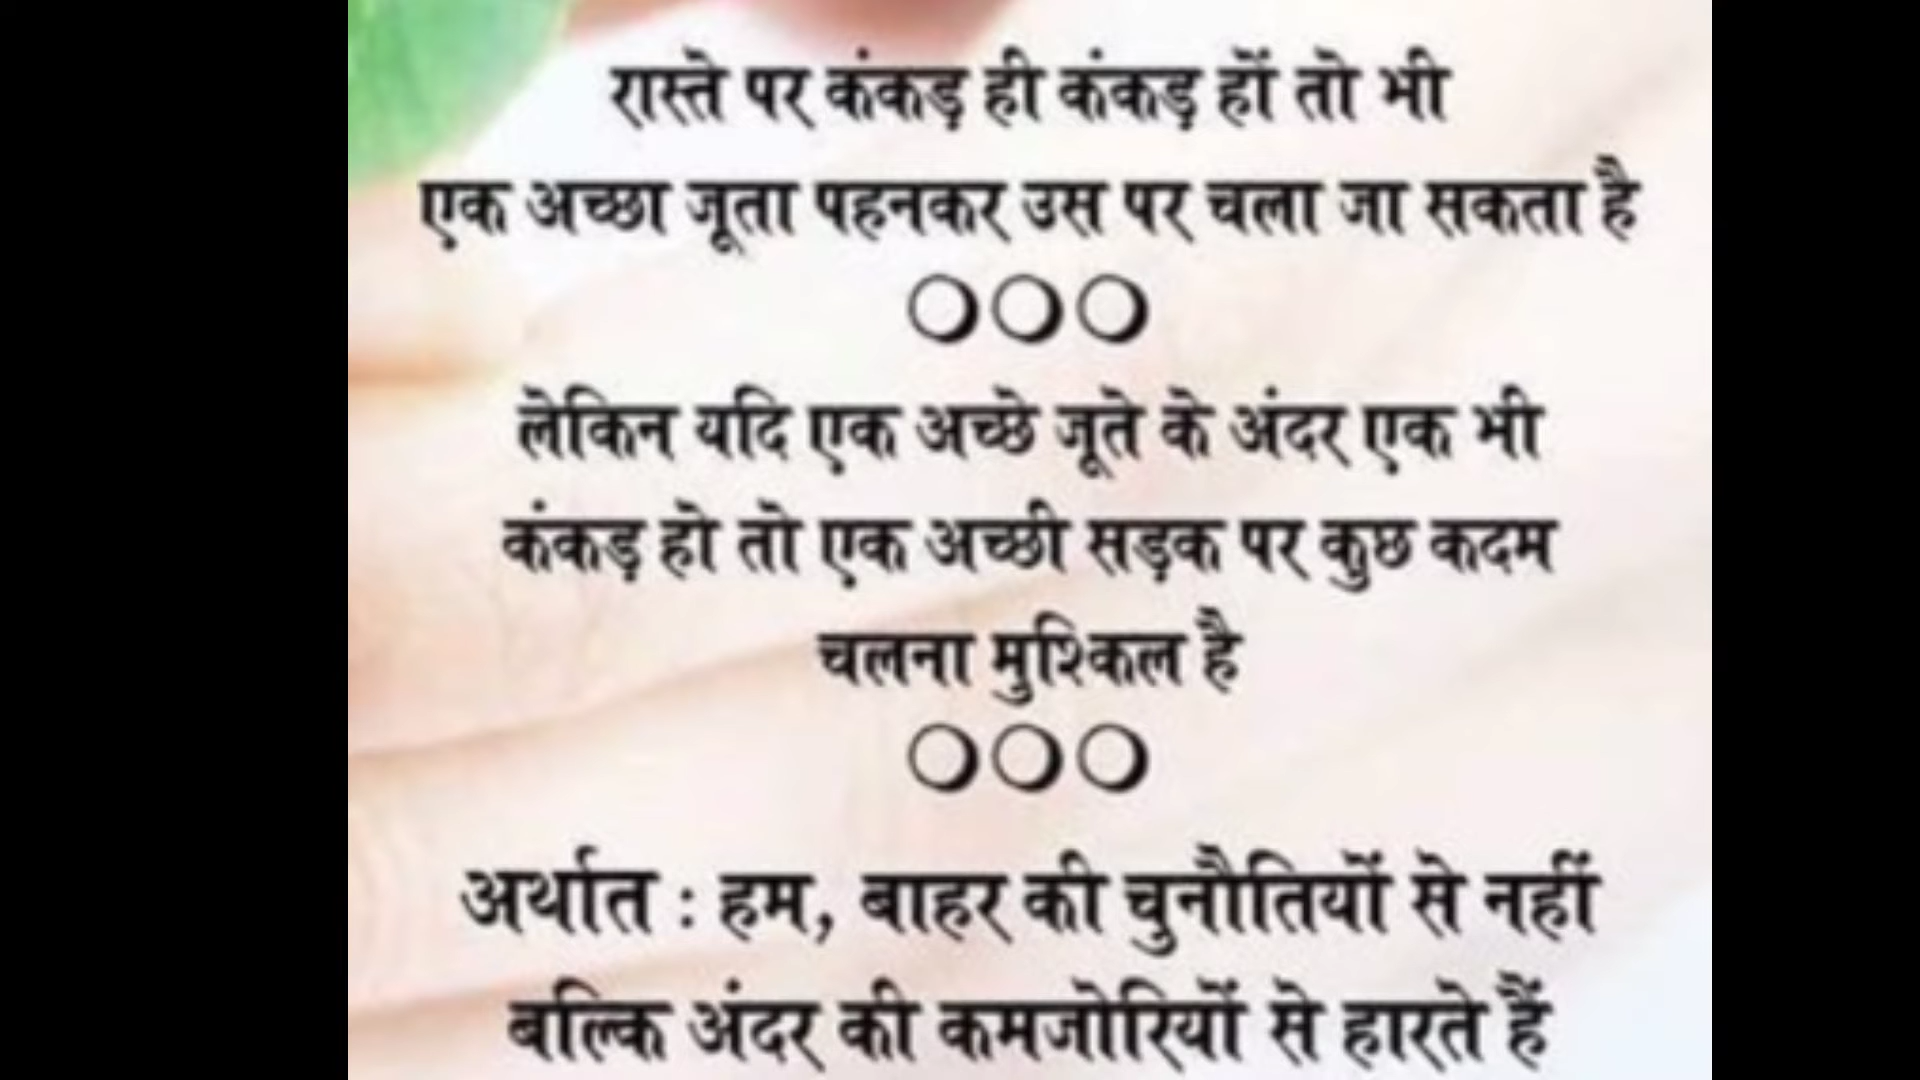 रास्ते पर कंकड़ ही कंकड़ हों तो भी
एक अच्छा जूता पहनकर उस पर चला जा सकता है
❍❍❍
लेकिन यदि एक अच्छे जूते के अंदर एक भी
कंकड़ हो तो एक अच्छी सड़क पर कुछ कदम
चलना मुश्किल है
❍❍❍
अर्थात : हम, बाहर की चुनौतियों से नहीं
बल्कि अंदर की कमजोरियों से हारते हैं